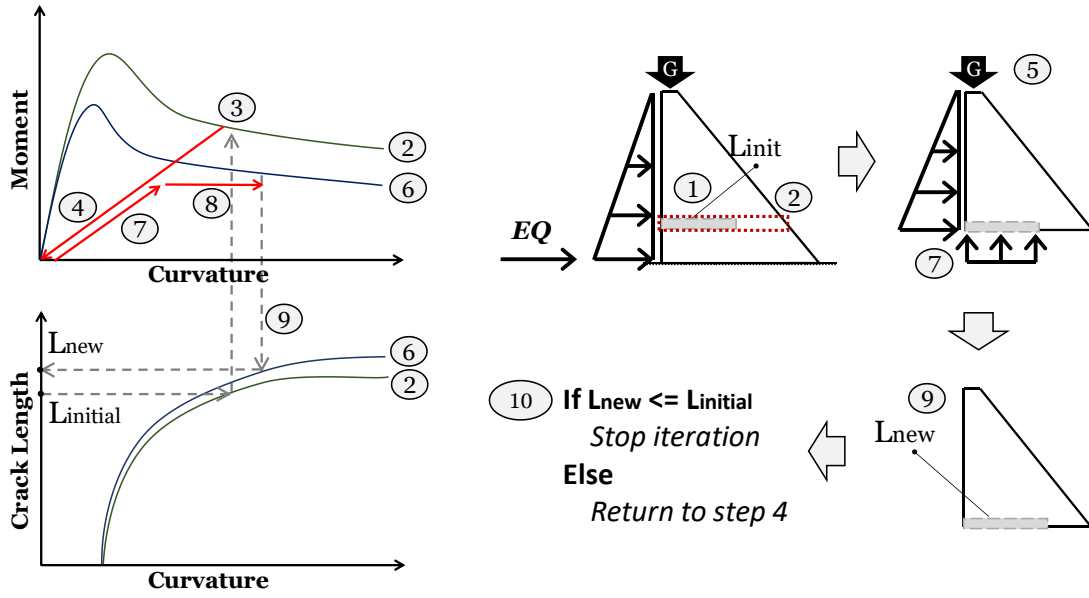 Moment
3
2
6
4
7
8
Curvature
9
Crack Length
Lnew
Linitial
6
2
Curvature
G
Linit
1
2
EQ
G
5
7
10 If Lnew <= Linitial
Stop iteration
Else
Return to step 4
9
Lnew